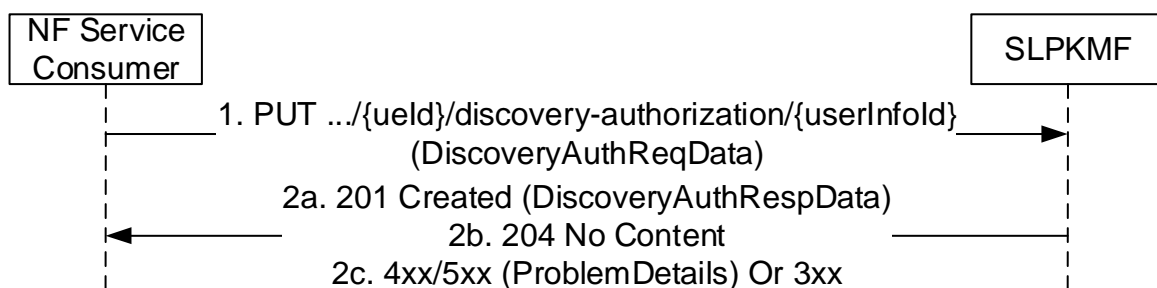 NF Service
Consumer
SLPKMF
1. PUT .../{ueId}/discovery-authorization/{userInfoId}
(DiscoveryAuthReqData)
2a. 201 Created (DiscoveryAuthRespData)
2b. 204 No Content
2c. 4xx/5xx (ProblemDetails) Or 3xx